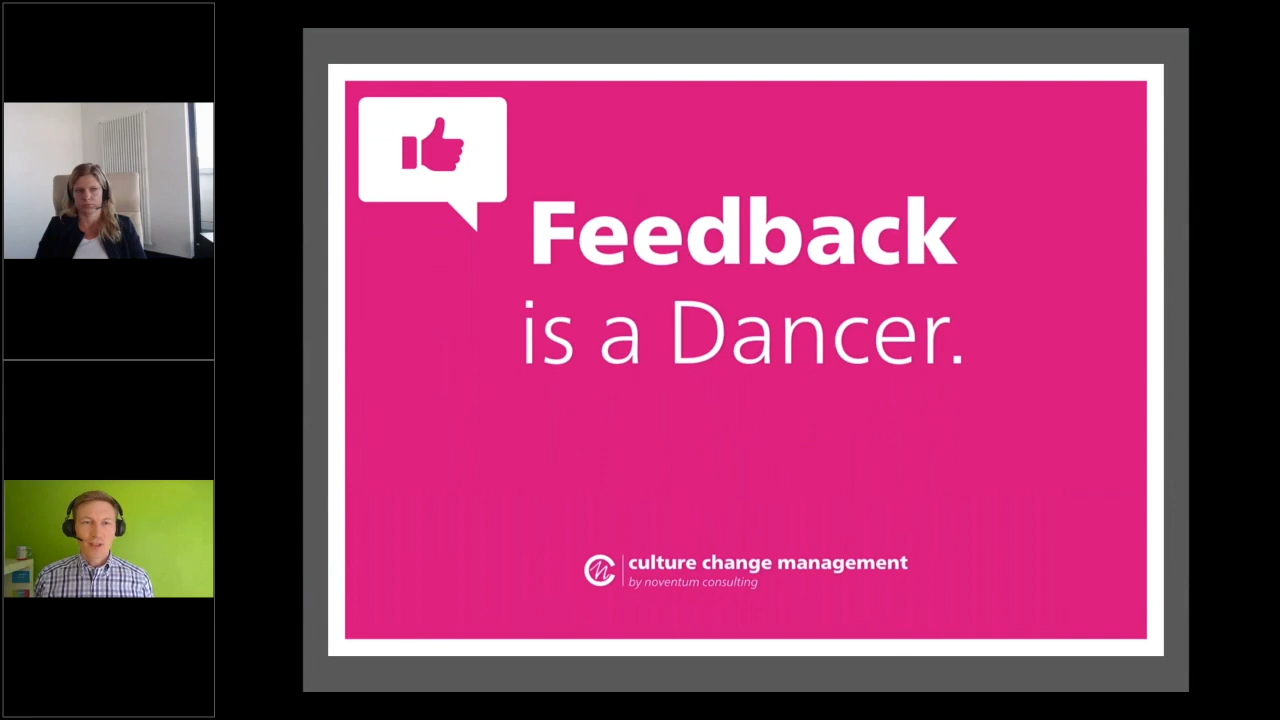 Feedback
is a Dancer.
culture change management
by noventum consulting